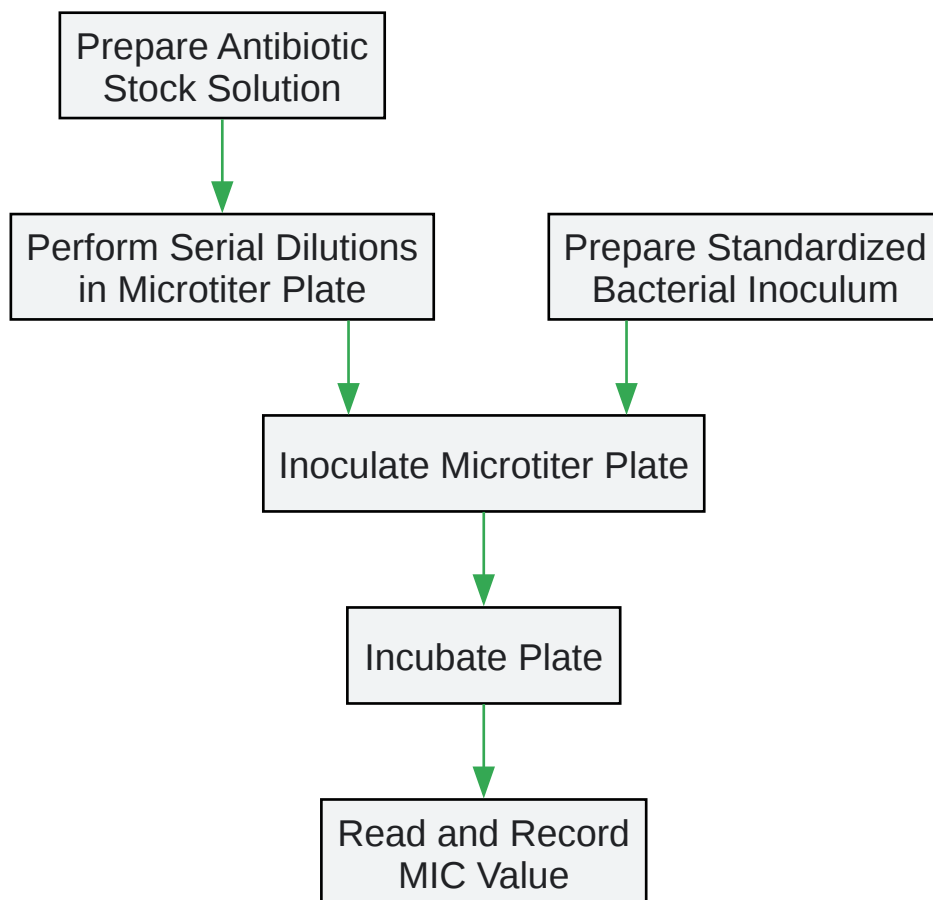 Prepare Antibiotic
Stock Solution
Perform Serial Dilutions
in Microtiter Plate
Prepare Standardized
Bacterial Inoculum
Inoculate Microtiter Plate
Incubate Plate
Read and Record
MIC Value